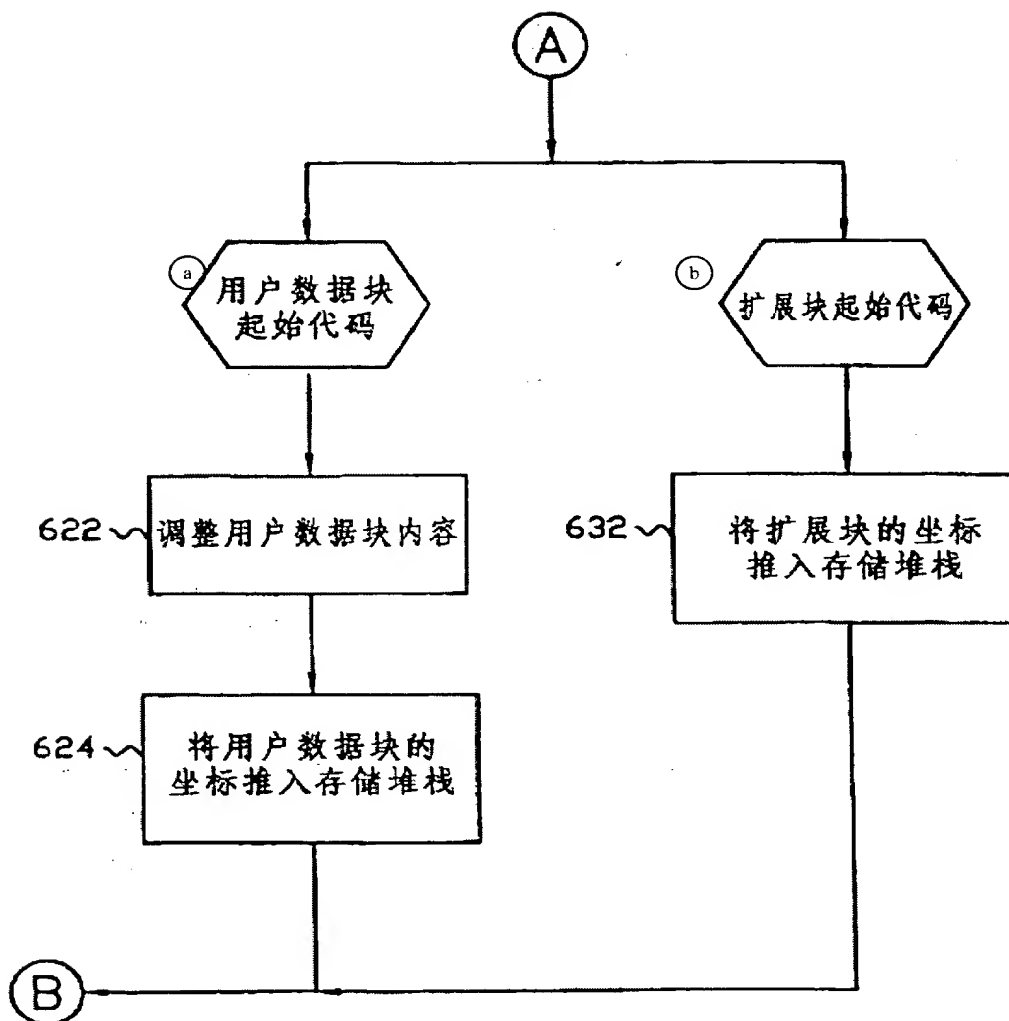 A
a
用户数据块
起始代码
b
扩展块起始代码
622
调整用户数据块内容
632
将扩展块的坐标
推入存储堆栈
624
将用户数据块的
坐标推入存储堆栈
B